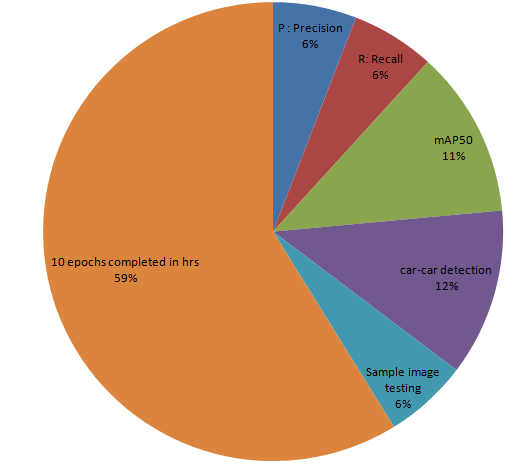 P : Precision
6%
R: Recall
6%
mAP50
11%
car-car detection
12%
Sample image
testing
6%
10 epochs completed in hrs
59%